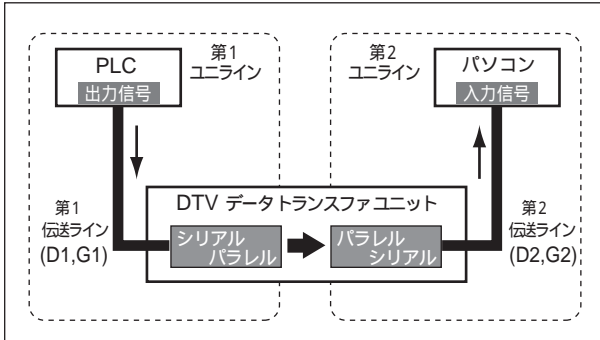 PLC
出力信号
第1
ユニライン
第2
ユニライン
パソコン
入力信号
第1
伝送ライン
(D1,G1)
DTV データトランスファユニット
シリアル
パラレル
パラレル
シリアル
第2
伝送ライン
(D2,G2)